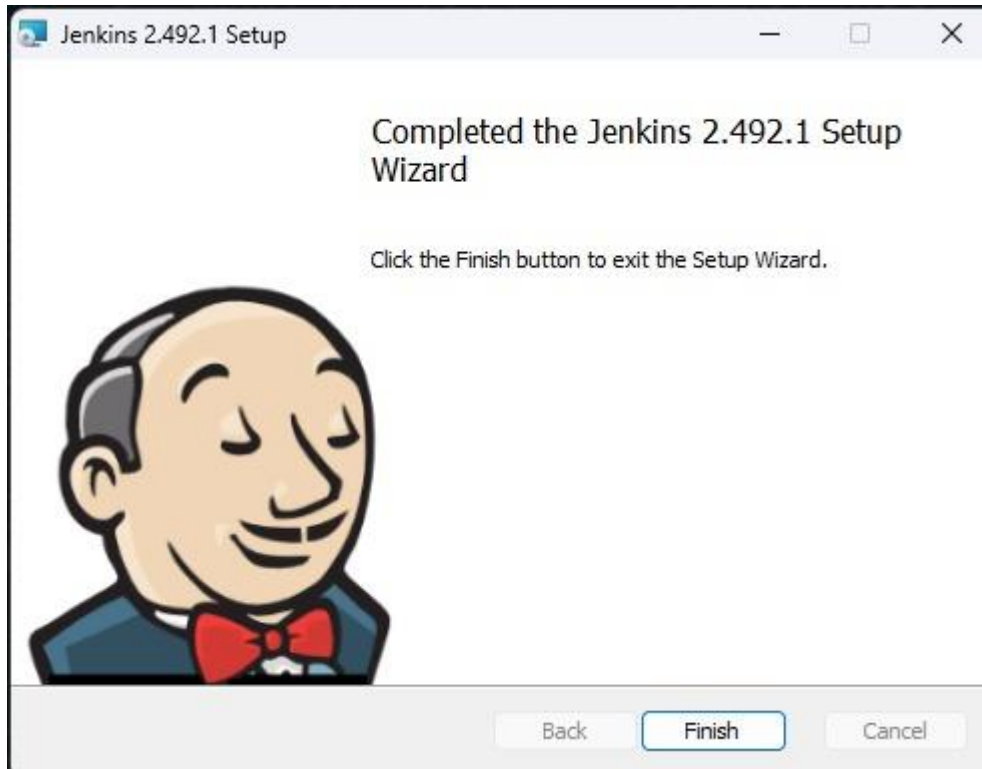 Jenkins 2.492.1 Setup
Completed the Jenkins 2.492.1 Setup
Wizard
Click the Finish button to exit the Setup Wizard.
Back
Finish
Cancel